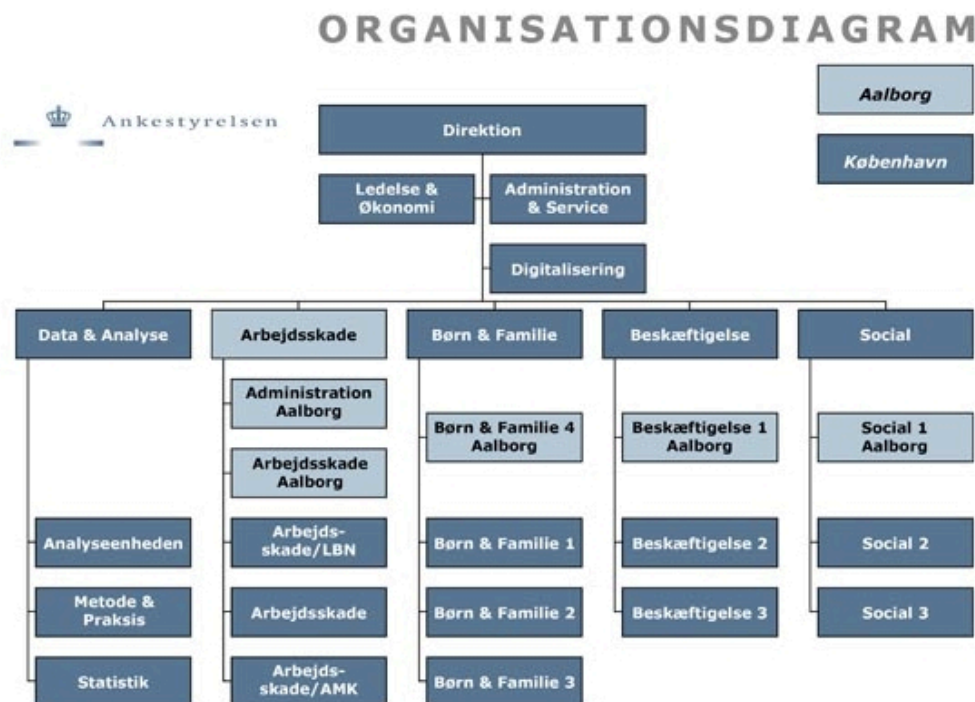 ORGANISATIONSDIAGRAM
Aalborg
Ankestyrelsen
Direktion
København
Ledelse &
Økonomi
Administration
& Service
Digitalisering
Data & Analyse
Arbejdsskade
Børn & Familie
Beskæftigelse
Social
Administration
Aalborg
Børn & Familie 4
Aalborg
Beskæftigelse 1
Aalborg
Social 1
Aalborg
Arbejdsskade
Aalborg
Analyseenheden
Arbejds-
skade/LBN
Børn & Familie 1
Beskæftigelse 2
Social 2
Metode &
Praksis
Arbejdsskade
Børn & Familie 2
Beskæftigelse 3
Social 3
Statistik
Arbejds-
skade/AMK
Børn & Familie 3